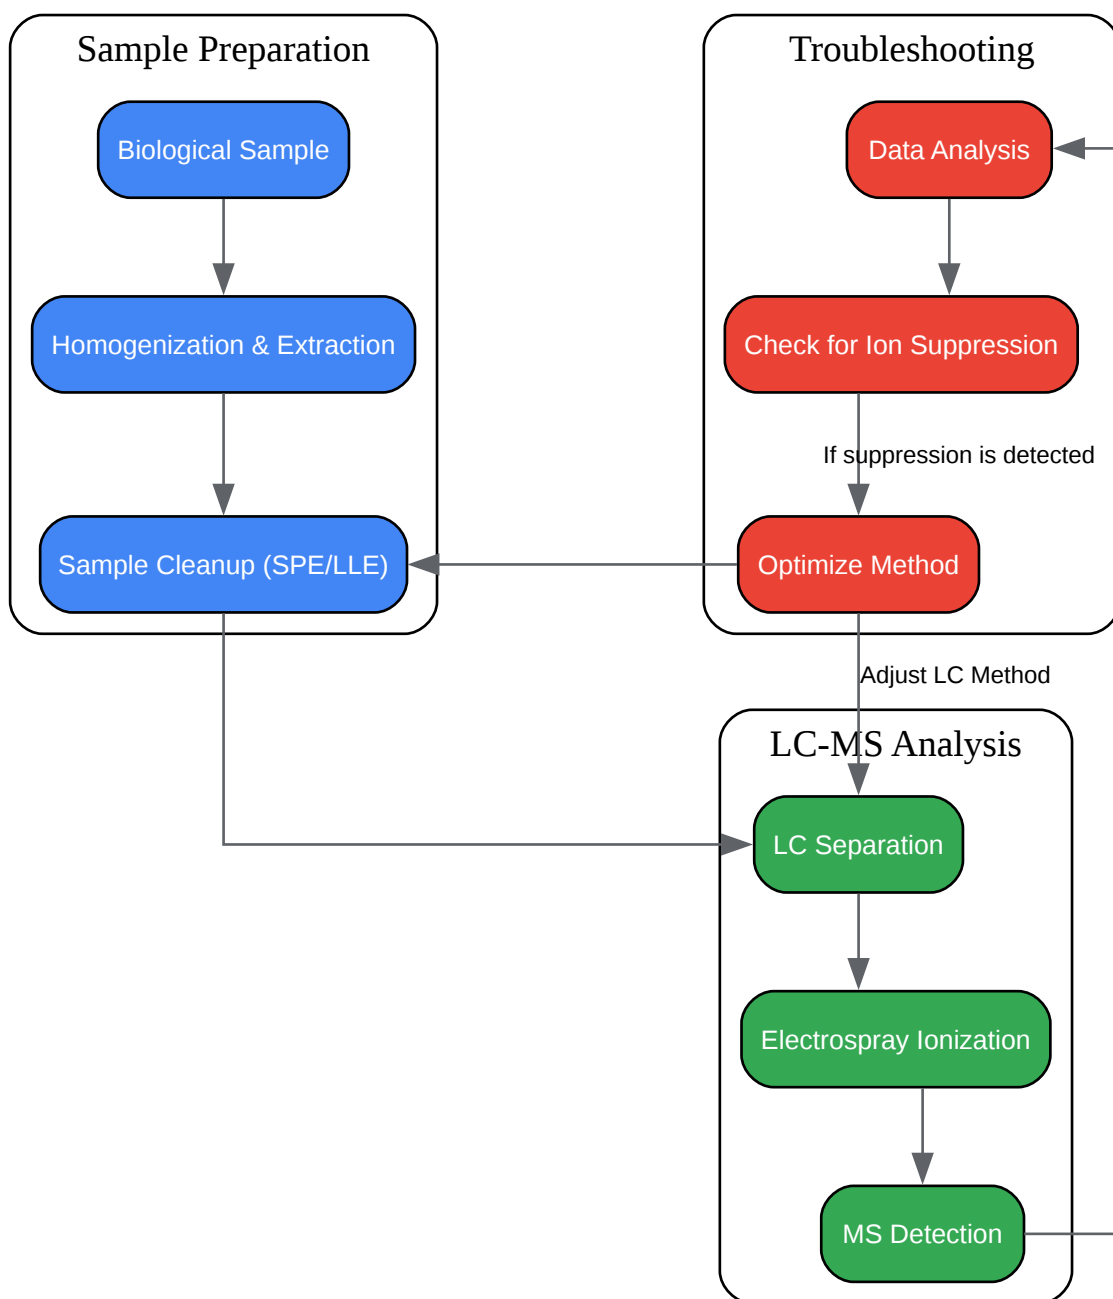 Sample Preparation
Biological Sample
Homogenization & Extraction
Sample Cleanup (SPE/LLE)
Troubleshooting
Data Analysis
Check for Ion Suppression
If suppression is detected
Optimize Method
Adjust LC Method
LC-MS Analysis
LC Separation
Electrospray Ionization
MS Detection